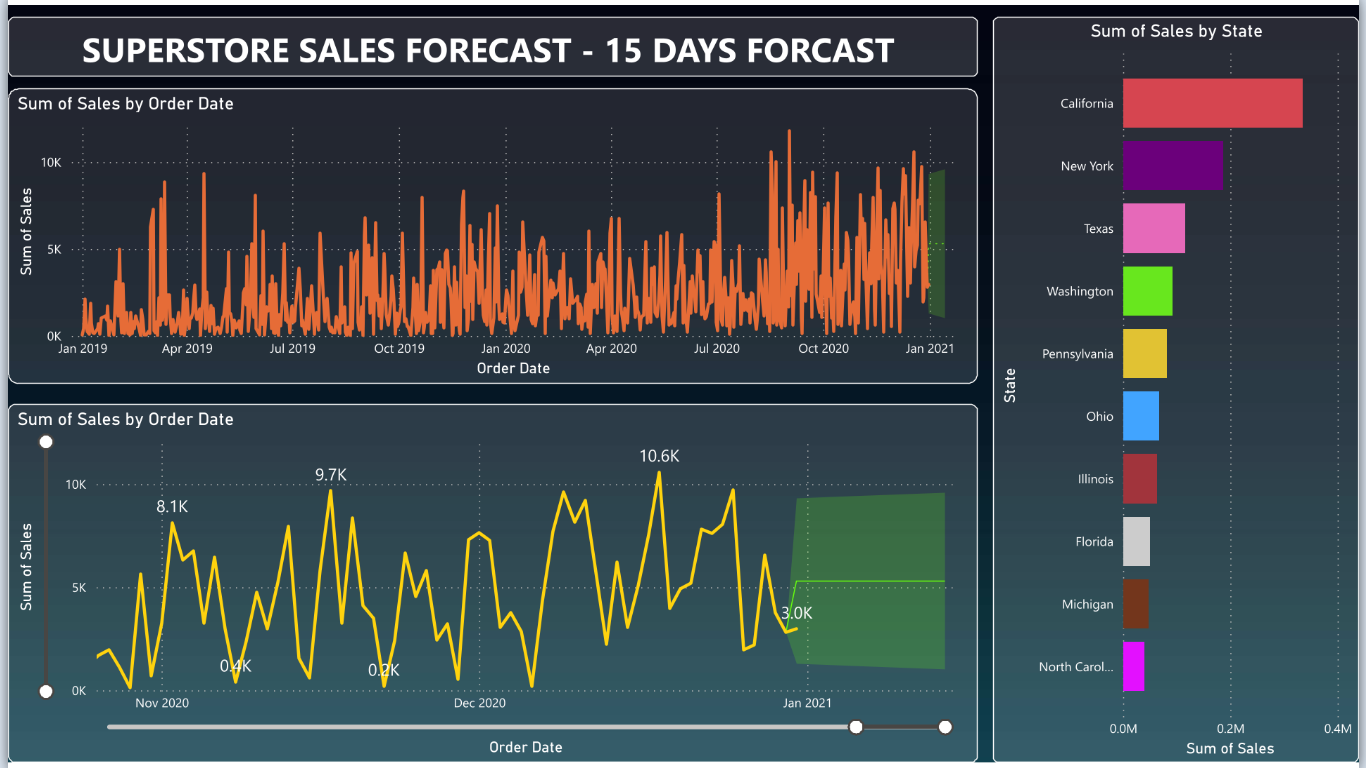 SUPERSTORE SALES FORECAST - 15 DAYS FORCAST
Sum of Sales by Order Date
Sum of Sales
10K
5K
0K
Jan 2019 Apr 2019 Jul 2019 Oct 2019 Jan 2020 Apr 2020 Jul 2020 Oct 2020 Jan 2021
Order Date
Sum of Sales by Order Date
Sum of Sales
10K
5K
0K
8.1K
0.4K
9.7K
0.2K
10.6K
3.0K
Nov 2020 Dec 2020 Jan 2021
Order Date
Sum of Sales by State
State
California
New York
Texas
Washington
Pennsylvania
Ohio
Illinois
Florida
Michigan
North Carol...
0.0M 0.2M 0.4M
Sum of Sales